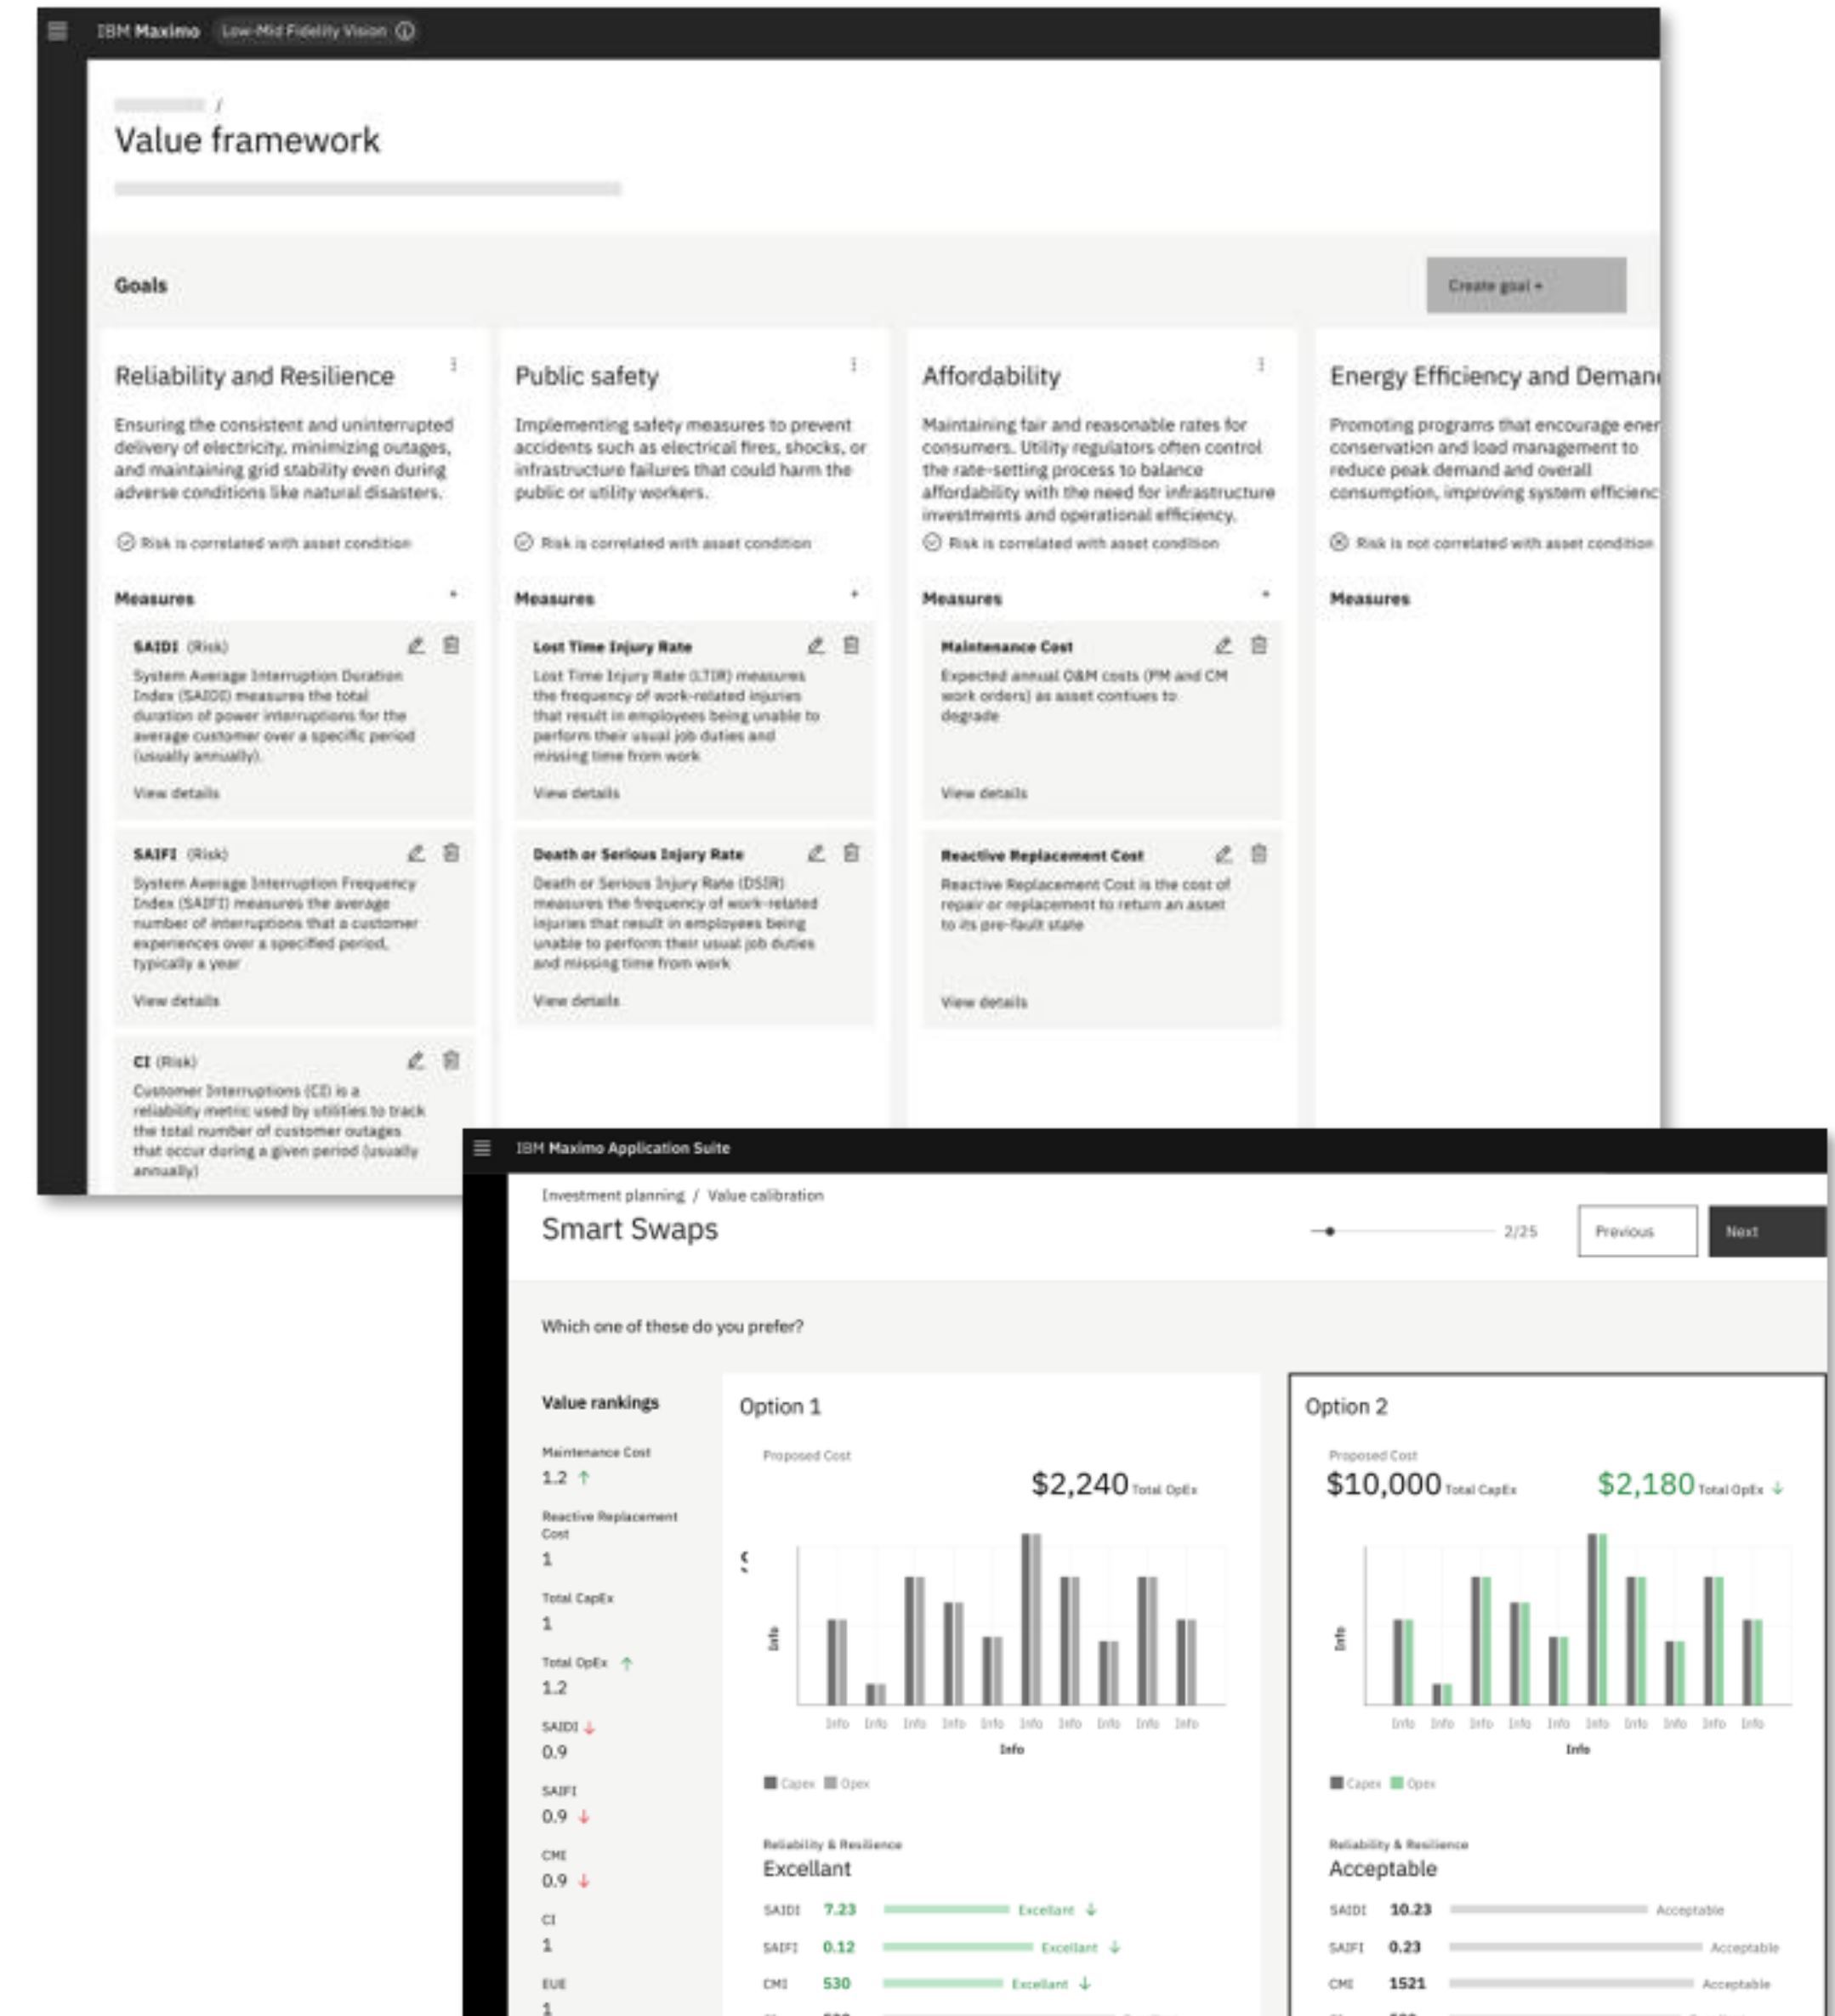 IBM Maximo Low-Mid Fidelity Vision
/
Value framework
Goals
Create goal +
Reliability and Resilience
Ensuring the consistent and uninterrupted
delivery of electricity, minimizing outages,
and maintaining grid stability even during
adverse conditions like natural disasters.
Risk is correlated with asset condition
Measures +
SAIDI (Risk)
System Average Interruption Duration
Index (SAIDI) measures the total
duration of power interruptions for the
average customer over a specific period
(usually annually).
View details
SAIFI (Risk)
System Average Interruption Frequency
Index (SAIFI) measures the average
number of interruptions that a customer
experiences over a specified period,
typically a year
View details
CI (Risk)
Customer Interruptions (CI) is a
reliability metric used by utilities to track
the total number of customer outages
that occur during a given period (usually
annually)
Public safety
Implementing safety measures to prevent
accidents such as electrical fires, shocks, or
infrastructure failures that could harm the
public or utility workers.
Risk is correlated with asset condition
Measures +
Lost Time Injury Rate
Lost Time Injury Rate (LTIR) measures
the frequency of work-related injuries
that result in employees being unable to
perform their usual job duties and
missing time from work
View details
Death or Serious Injury Rate
Death or Serious Injury Rate (DSIR)
measures the frequency of work-related
injuries that result in employees being
unable to perform their usual job duties
and missing time from work
View details
Affordability
Maintaining fair and reasonable rates for
consumers. Utility regulators often control
the rate-setting process to balance
affordability with the need for infrastructure
investments and operational efficiency.
Risk is correlated with asset condition
Measures +
Maintenance Cost
Expected annual O&M costs (PM and CM
work orders) as asset contiues to
degrade
View details
Reactive Replacement Cost
Reactive Replacement Cost is the cost of
repair or replacement to return an asset
to its pre-fault state
View details
Energy Efficiency and Deman
Promoting programs that encourage ener
conservation and load management to
reduce peak demand and overall
consumption, improving system efficienc
Risk is not correlated with asset condition
Measures
IBM Maximo Application Suite
Investment planning / Value calibration
Smart Swaps
2/25
Previous
Next
Which one of these do you prefer?
Value rankings
Maintenance Cost
1.2 ↑
Reactive Replacement
Cost
1
Total CapEx
1
Total OpEx ↑
1.2
SAIDI ↓
0.9
SAIFI
0.9 ↓
CMI
0.9 ↓
CI
1
EUE
1
Option 1
Proposed Cost
$2,240 Total OpEx
Info
Info Info Info Info Info Info Info Info Info Info
Info
Capex Opex
Reliability & Resilience
Excellant
SAIDI 7.23 Excellant ↓
SAIFI 0.12 Excellant ↓
CMI 530 Excellant ↓
Option 2
Proposed Cost
$10,000 Total CapEx $2,180 Total OpEx ↓
Info
Info Info Info Info Info Info Info Info Info Info
Info
Capex Opex
Reliability & Resilience
Acceptable
SAIDI 10.23 Acceptable
SAIFI 0.23 Acceptable
CMI 1521 Acceptable